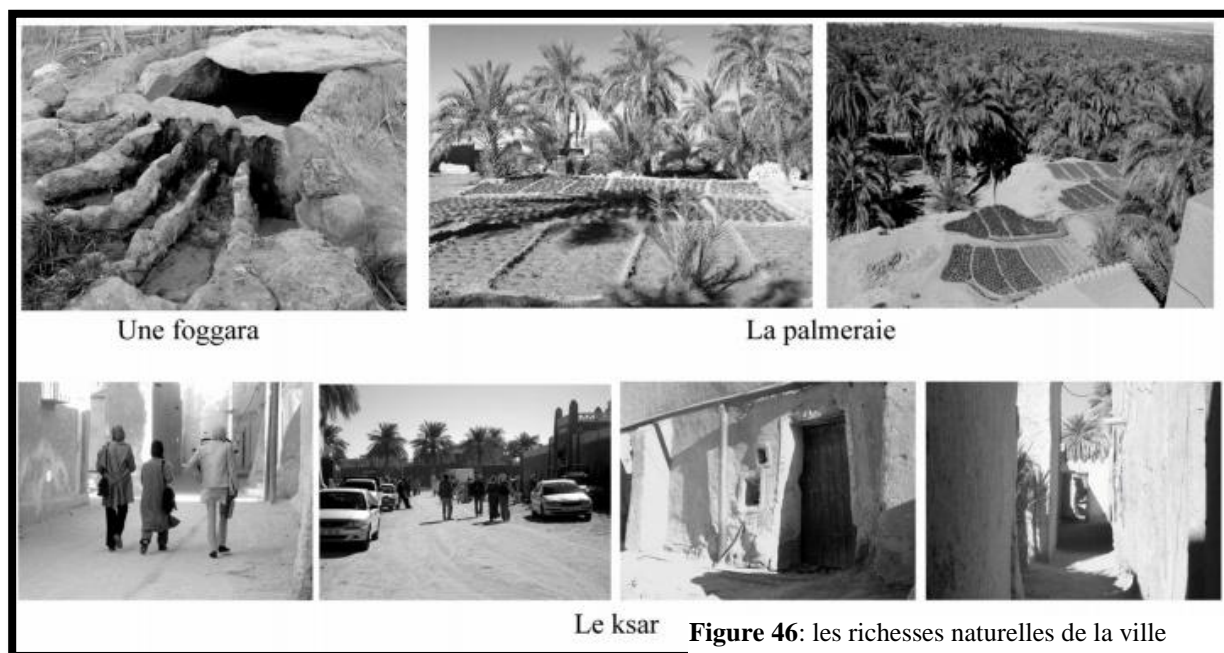 Une foggara
La palmeraie
Le ksar
Figure 46: les richesses naturelles de la ville